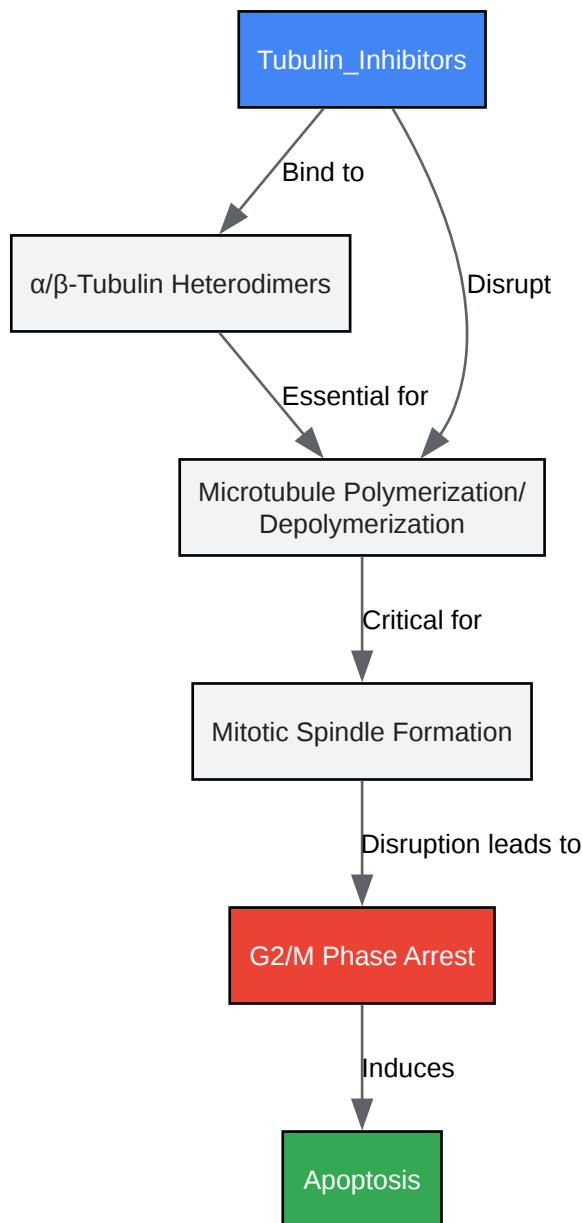 Tubulin_Inhibitors
Bind to
α/β-Tubulin Heterodimers
Disrupt
Essential for
Microtubule Polymerization/
Depolymerization
Critical for
Mitotic Spindle Formation
Disruption leads to
G2/M Phase Arrest
Induces
Apoptosis